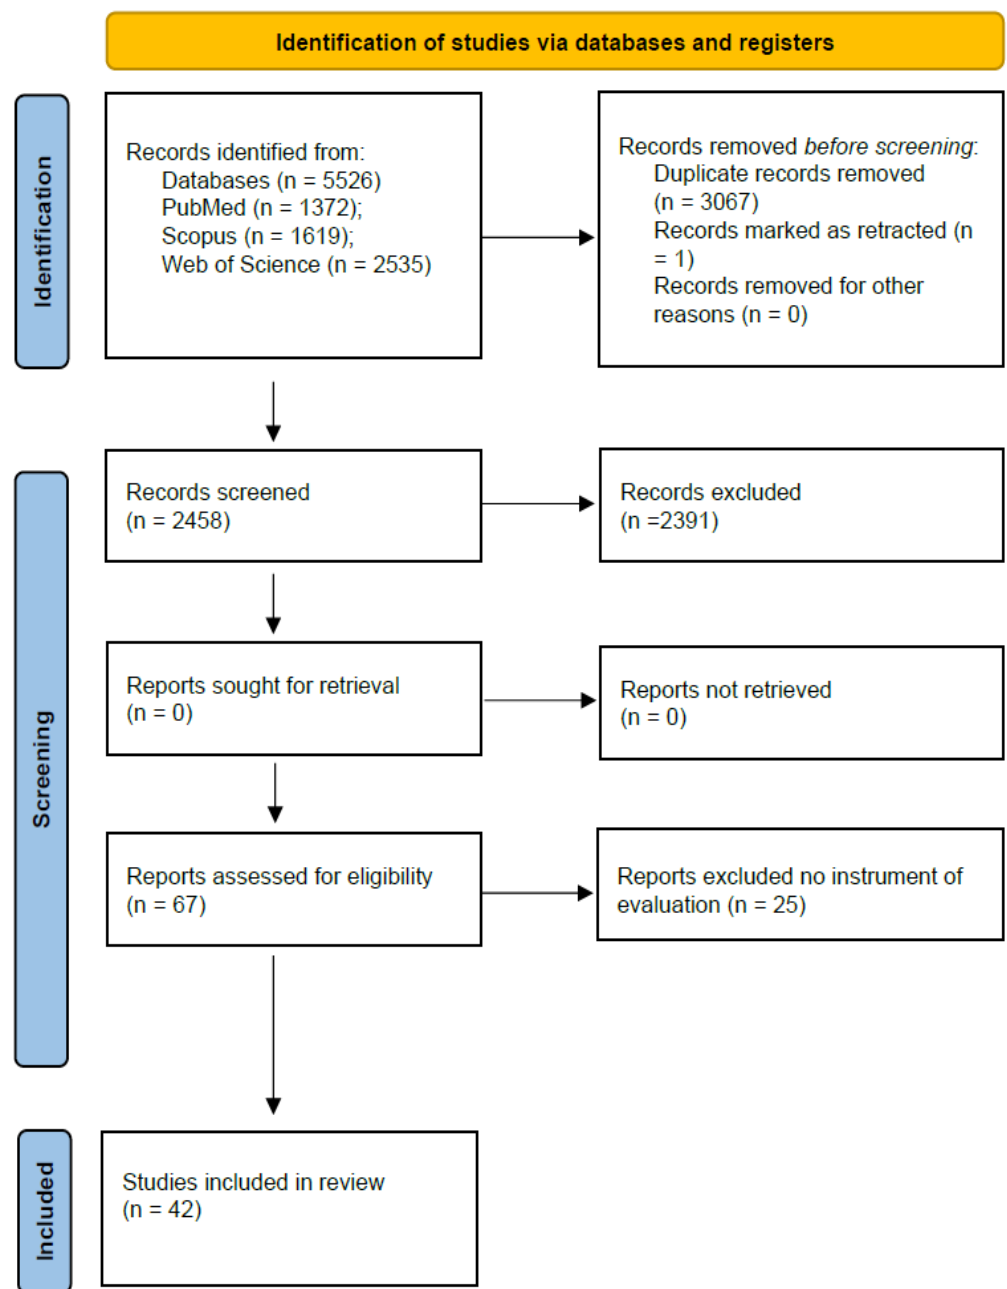 Identification of studies via databases and registers
Identification
Records identified from:
Databases (n = 5526)
PubMed (n = 1372);
Scopus (n = 1619);
Web of Science (n = 2535)
Records removed before screening:
Duplicate records removed
(n = 3067)
Records marked as retracted (n
= 1)
Records removed for other
reasons (n = 0)
Screening
Records screened
(n = 2458)
Records excluded
(n =2391)
Reports sought for retrieval
(n = 0)
Reports not retrieved
(n = 0)
Reports assessed for eligibility
(n = 67)
Reports excluded no instrument of
evaluation (n = 25)
Included
Studies included in review
(n = 42)